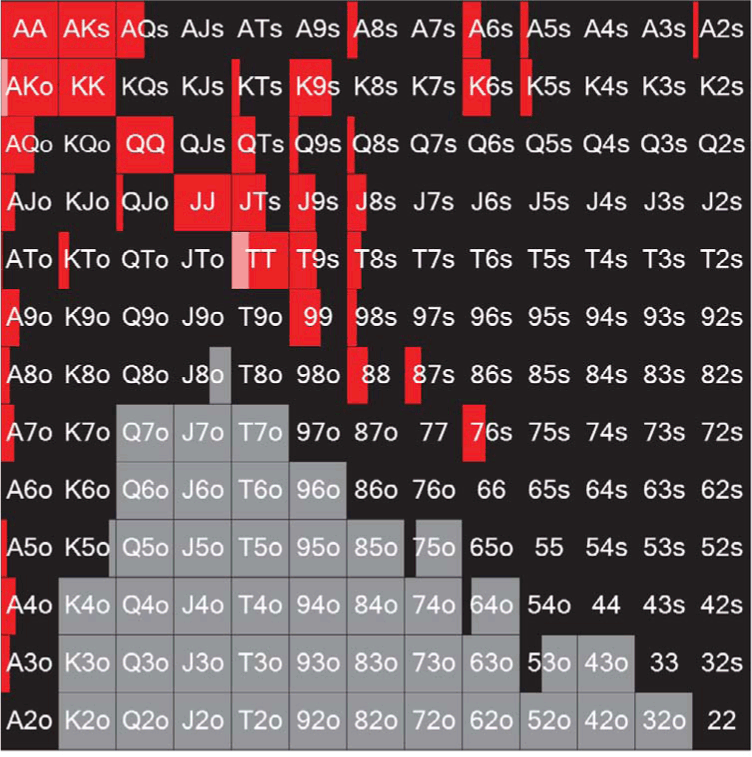 AA AKs AQs AJs ATs A9s A8s A7s A6s A5s A4s A3s A2s
AKo KK KQs KJs KTs K9s K8s K7s K6s K5s K4s K3s K2s
AQo KQo QQ QJs QTs Q9s Q8s Q7s Q6s Q5s Q4s Q3s Q2s
AJo KJo QJo JJ JTs J9s J8s J7s J6s J5s J4s J3s J2s
ATo KTo QTo JTo TT T9s T8s T7s T6s T5s T4s T3s T2s
A9o K9o Q9o J9o T9o 99 98s 97s 96s 95s 94s 93s 92s
A8o K8o Q8o J8o T8o 98o 88 87s 86s 85s 84s 83s 82s
A7o K7o Q7o J7o T7o 97o 87o 77 76s 75s 74s 73s 72s
A6o K6o Q6o J6o T6o 96o 86o 76o 66 65s 64s 63s 62s
A5o K5o Q5o J5o T5o 95o 85o 75o 65o 55 54s 53s 52s
A4o K4o Q4o J4o T4o 94o 84o 74o 64o 54o 44 43s 42s
A3o K3o Q3o J3o T3o 93o 83o 73o 63o 53o 43o 33 32s
A2o K2o Q2o J2o T2o 92o 82o 72o 62o 52o 42o 32o 22